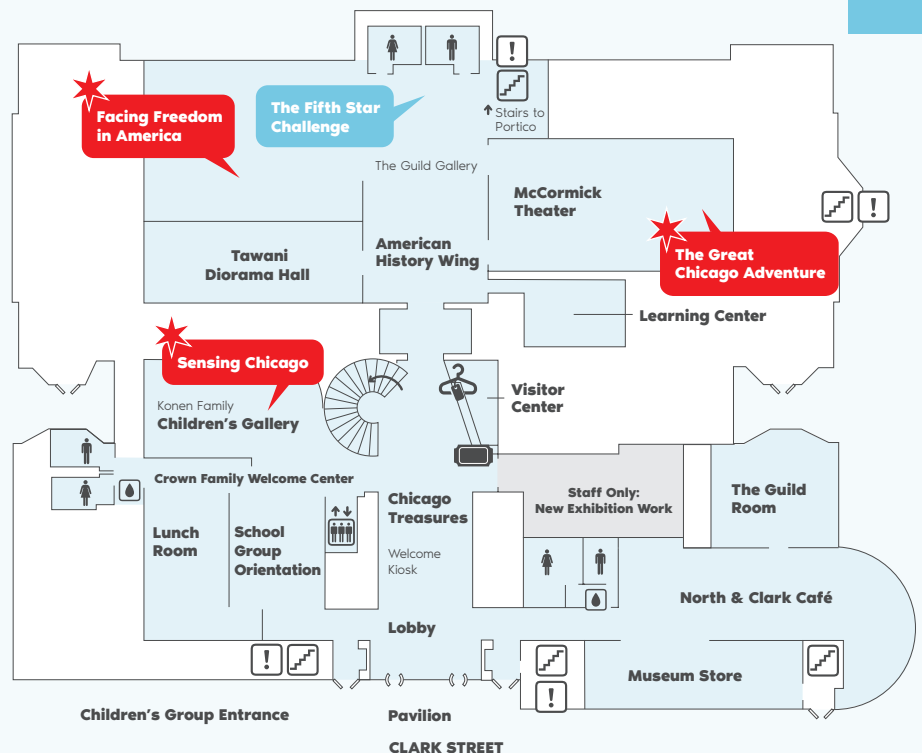 Facing Freedom
in America
The Fifth Star
Challenge
!
Stairs to
Portico
The Guild Gallery
McCormick
Theater
!
American
History Wing
Tawani
Diorama Hall
The Great
Chicago Adventure
Learning Center
Sensing Chicago
Konen Family
Children's Gallery
Visitor
Center
Crown Family Welcome Center
Chicago
Treasures
Staff Only:
New Exhibition Work
The Guild
Room
Lunch
Room
School
Group
Orientation
Welcome
Kiosk
North & Clark Café
Lobby
!
!
Museum Store
Children's Group Entrance
Pavilion
CLARK STREET